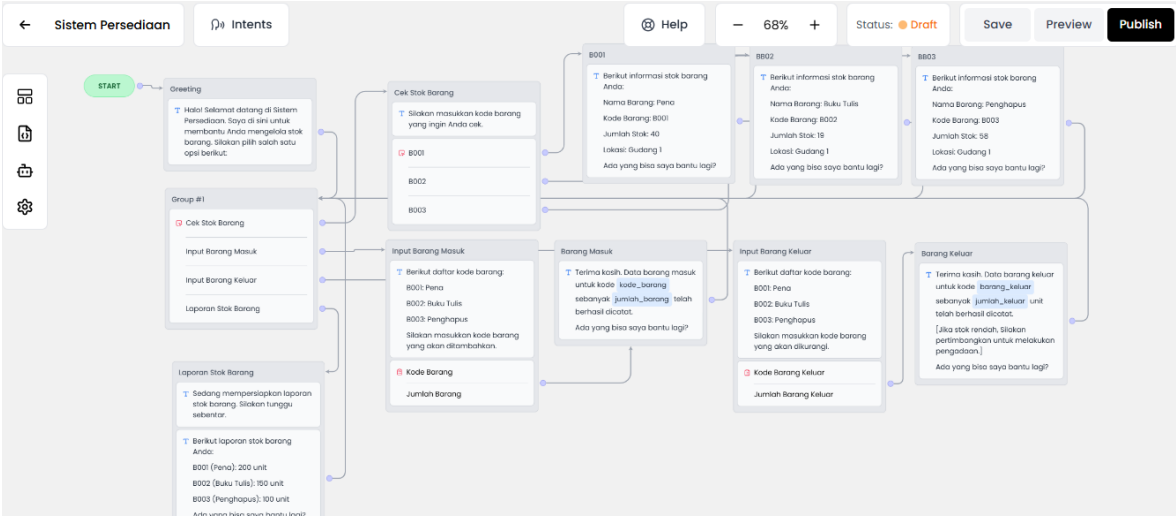 Sistem Persediaan
Intents
Help
68%
Status: Draft
Save
Preview
Publish
START
Greeting
Halo! Selamat datang di Sistem
Persediaan. Saya di sini untuk
membantu Anda mengelola stok
barang. Silakan pilih salah satu
opsi berikut:
Group #1
Cek Stok Barang
Input Barang Masuk
Input Barang Keluar
Laporan Stok Barang
Laporan Stok Barang
Sedang mempersiapkan laporan
stok barang. Silakan tunggu
sebentar.
Berikut laporan stok barang
Anda:
B001 (Pena): 200 unit
B002 (Buku Tulis): 150 unit
B003 (Penghapus): 100 unit
Ada yang bisa saya bantu lagi?
Cek Stok Barang
Silakan masukkan kode barang
yang ingin Anda cek.
B001
B002
B003
B001
Berikut informasi stok barang
Anda:
Nama Barang: Pena
Kode Barang: B001
Jumlah Stok: 40
Lokasi: Gudang 1
Ada yang bisa saya bantu lagi?
BB02
Berikut informasi stok barang
Anda:
Nama Barang: Buku Tulis
Kode Barang: B002
Jumlah Stok: 19
Lokasi: Gudang 1
Ada yang bisa saya bantu lagi?
BB03
Berikut informasi stok barang
Anda:
Nama Barang: Penghapus
Kode Barang: B003
Jumlah Stok: 58
Lokasi: Gudang 1
Ada yang bisa saya bantu lagi?
Input Barang Masuk
Berikut daftar kode barang:
B001: Pena
B002: Buku Tulis
B003: Penghapus
Silakan masukkan kode barang
yang akan ditambahkan.
Kode Barang
Jumlah Barang
Barang Masuk
Terima kasih. Data barang masuk
untuk kode kode_barang
sebanyak jumlah_barang telah
berhasil dicatat.
Ada yang bisa saya bantu lagi?
Input Barang Keluar
Berikut daftar kode barang:
B001: Pena
B002: Buku Tulis
B003: Penghapus
Silakan masukkan kode barang
yang akan dikurangi.
Kode Barang Keluar
Jumlah Barang Keluar
Barang Keluar
Terima kasih. Data barang keluar
untuk kode barang_keluar
sebanyak jumlah_keluar unit
telah berhasil dicatat.
[Jika stok rendah, Silakan
pertimbangkan untuk melakukan
pengadaan.]
Ada yang bisa saya bantu lagi?